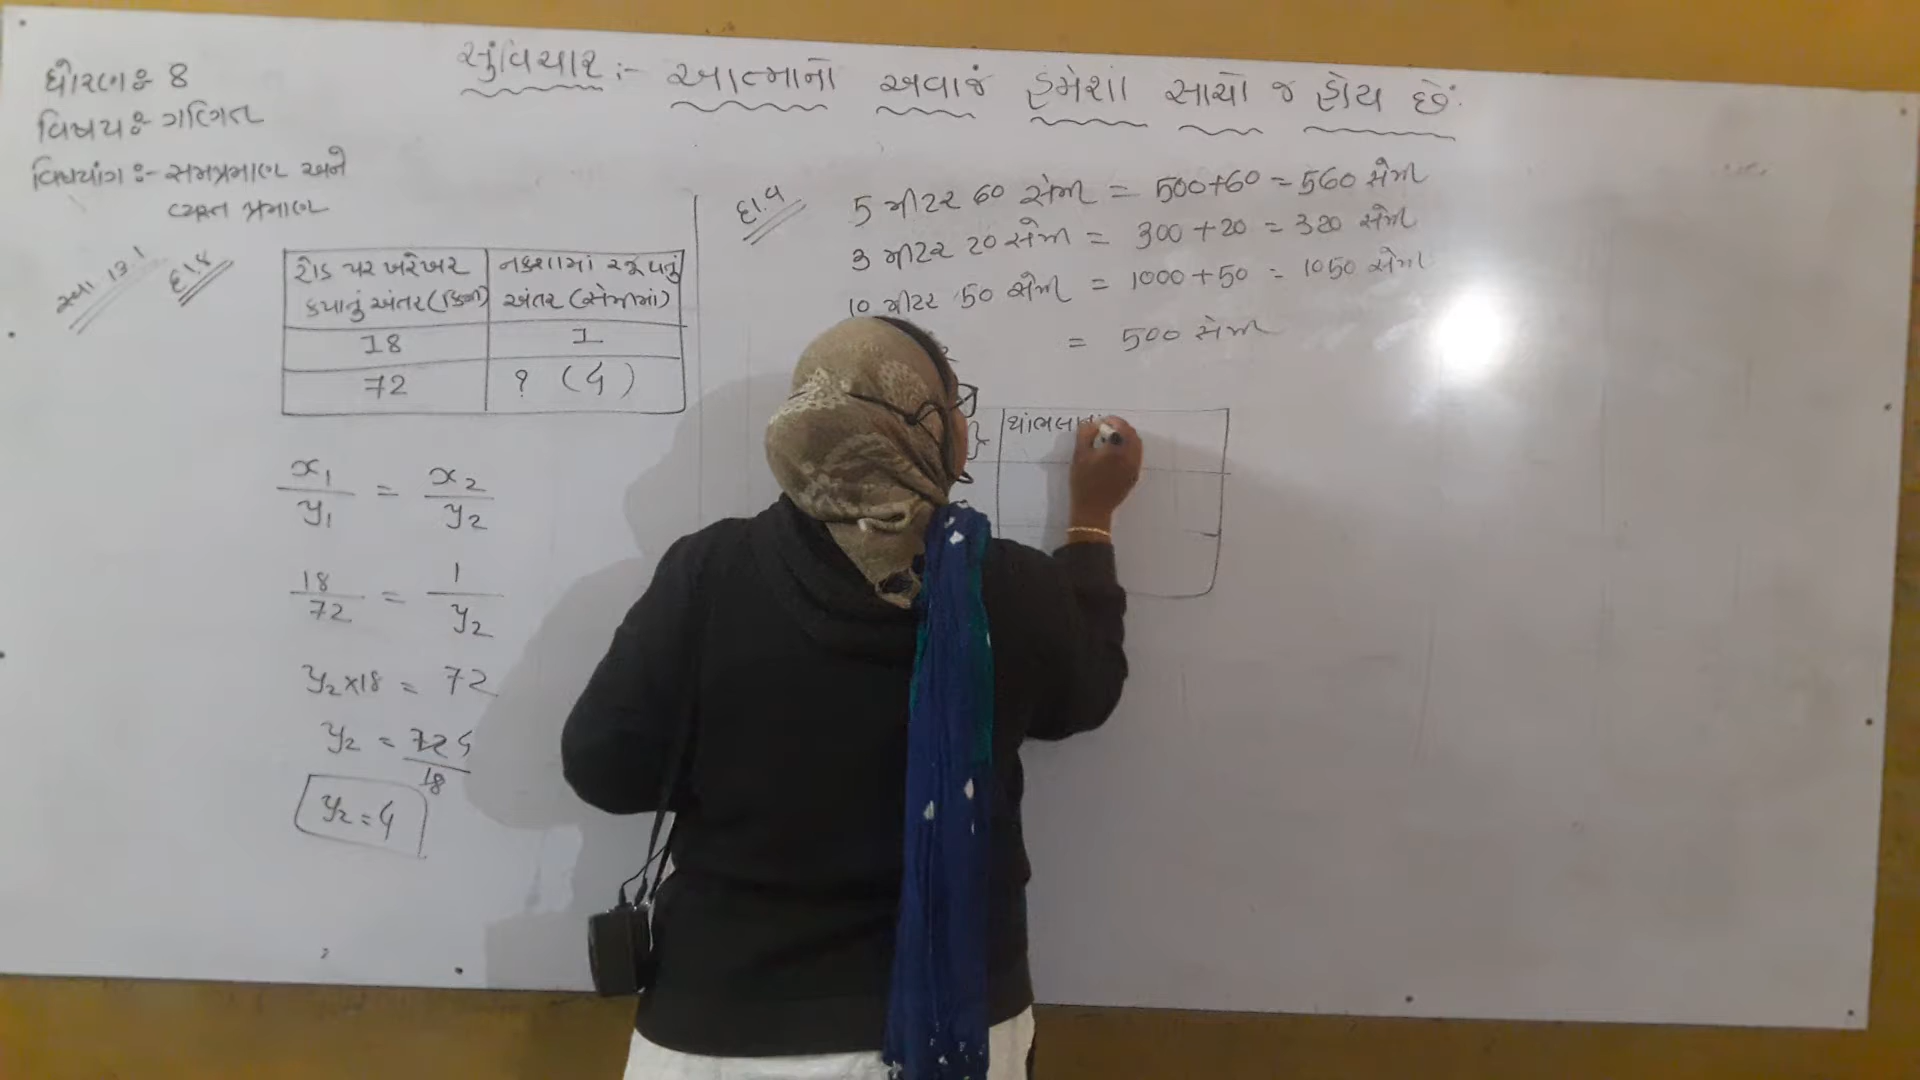 સુંવિચાર :- આત્માનો અવાજ હંમેશા સાચો જ હોય છે.
ધોરણ : 8
વિષય : ગણિત
વિષયાંગ :- સમપ્રમાણ અને
વ્યસ્ત પ્રમાણ
સ્વા. 13.1
દા.૪
રોડ પર ખરેખર | નકશામાં રજૂ થતું
કપાતું અંતર (કિમી) | અંતર (સેમીમાં)
18 | 1
72 | ? (4)
x₁/y₁ = x₂/y₂
18/72 = 1/y₂
y₂×18 = 72
y₂ = 72 4/18
y₂ = 4
દા.૫
5 મીટર 60 સેમી = 500+60 = 560 સેમી
3 મીટર 20 સેમી = 300+20 = 320 સેમી
10 મીટર 50 સેમી = 1000+50 = 1050 સેમી
= 500 સેમી
થાંભલાન